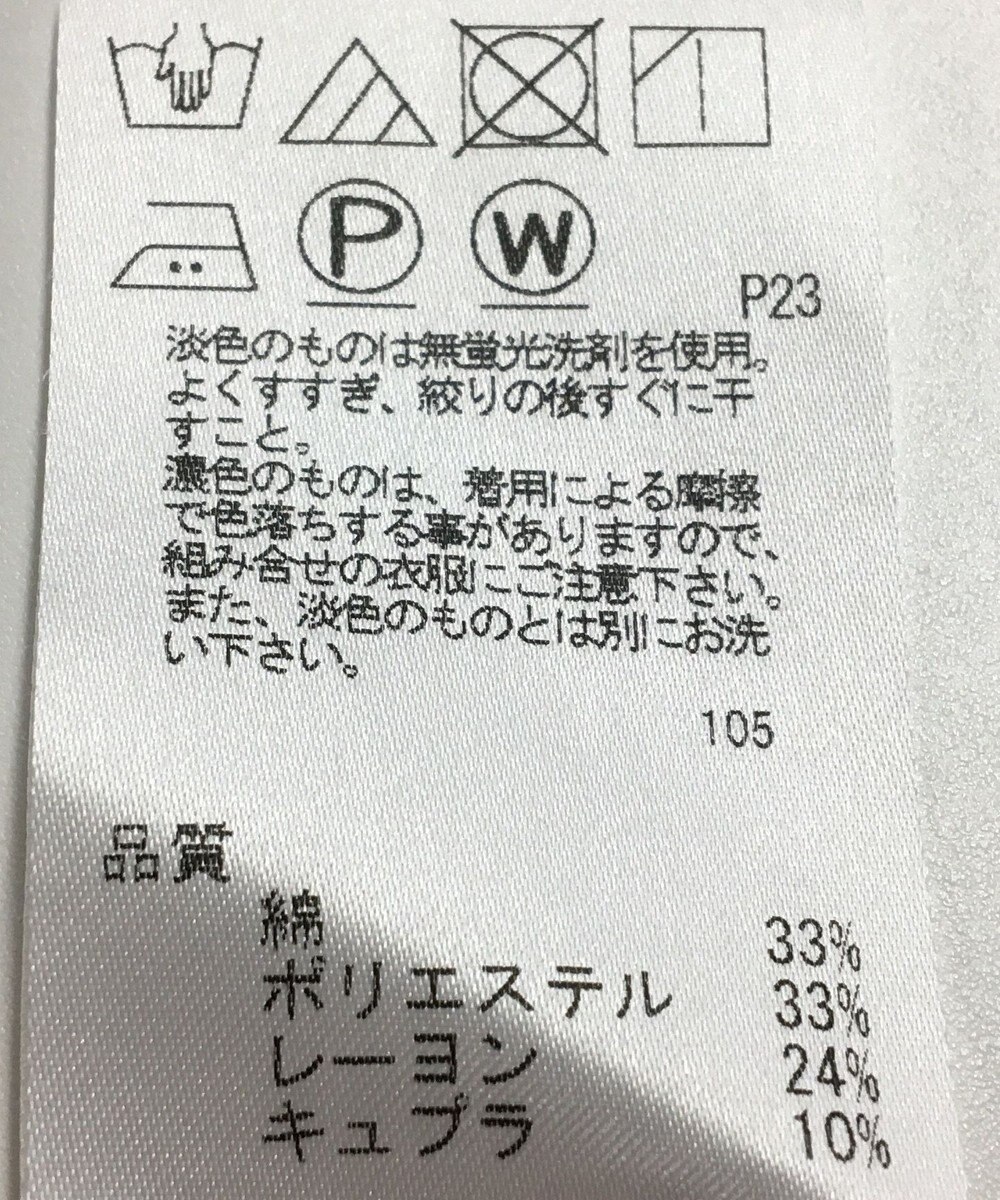 P W
P23
淡色のものは無蛍光洗剤を使用。
よくすすぎ、絞りの後すぐに干
すこと。
濃色のものは、着用による摩擦
で色落ちする事がありますので、
組み合せの衣服にご注意下さい。
また、淡色のものとは別にお洗
い下さい。
105
品質
綿 33%
ポリエステル 33%
レーヨン 24%
キュプラ 10%